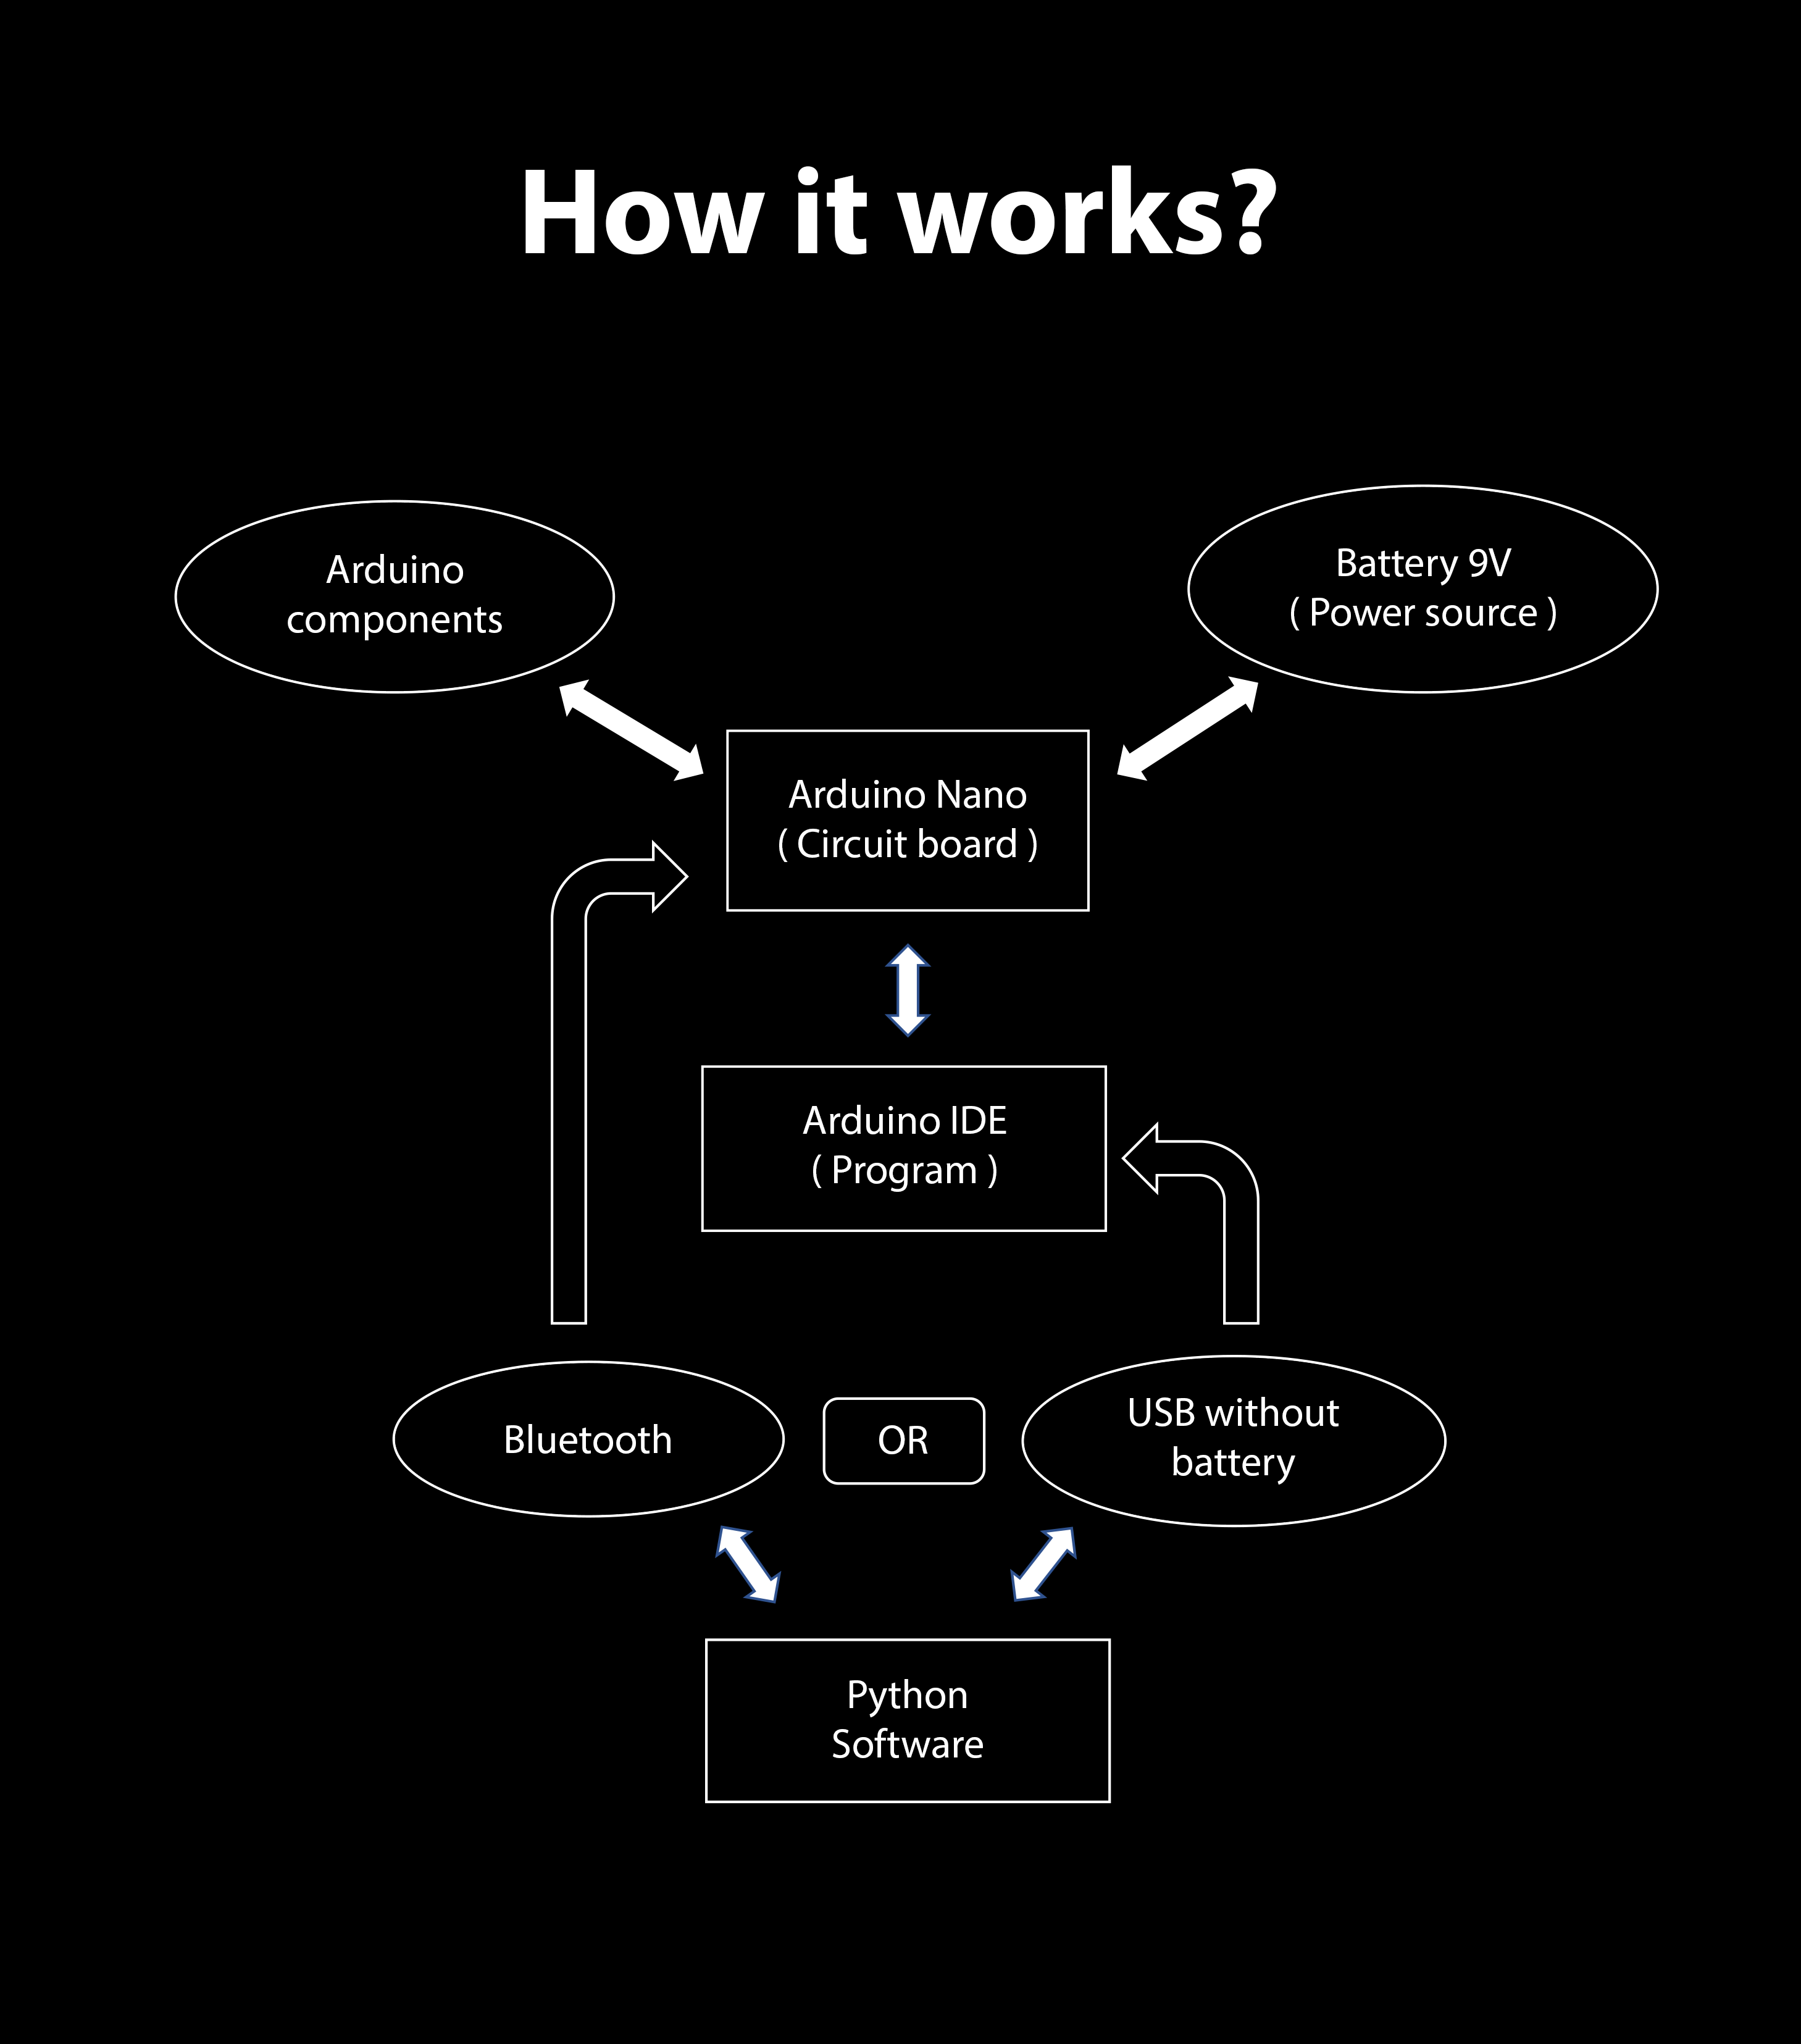 How it works?
Arduino
components
Battery 9V
( Power source )
Arduino Nano
( Circuit board )
Arduino IDE
( Program )
Bluetooth
OR
USB without
battery
Python
Software